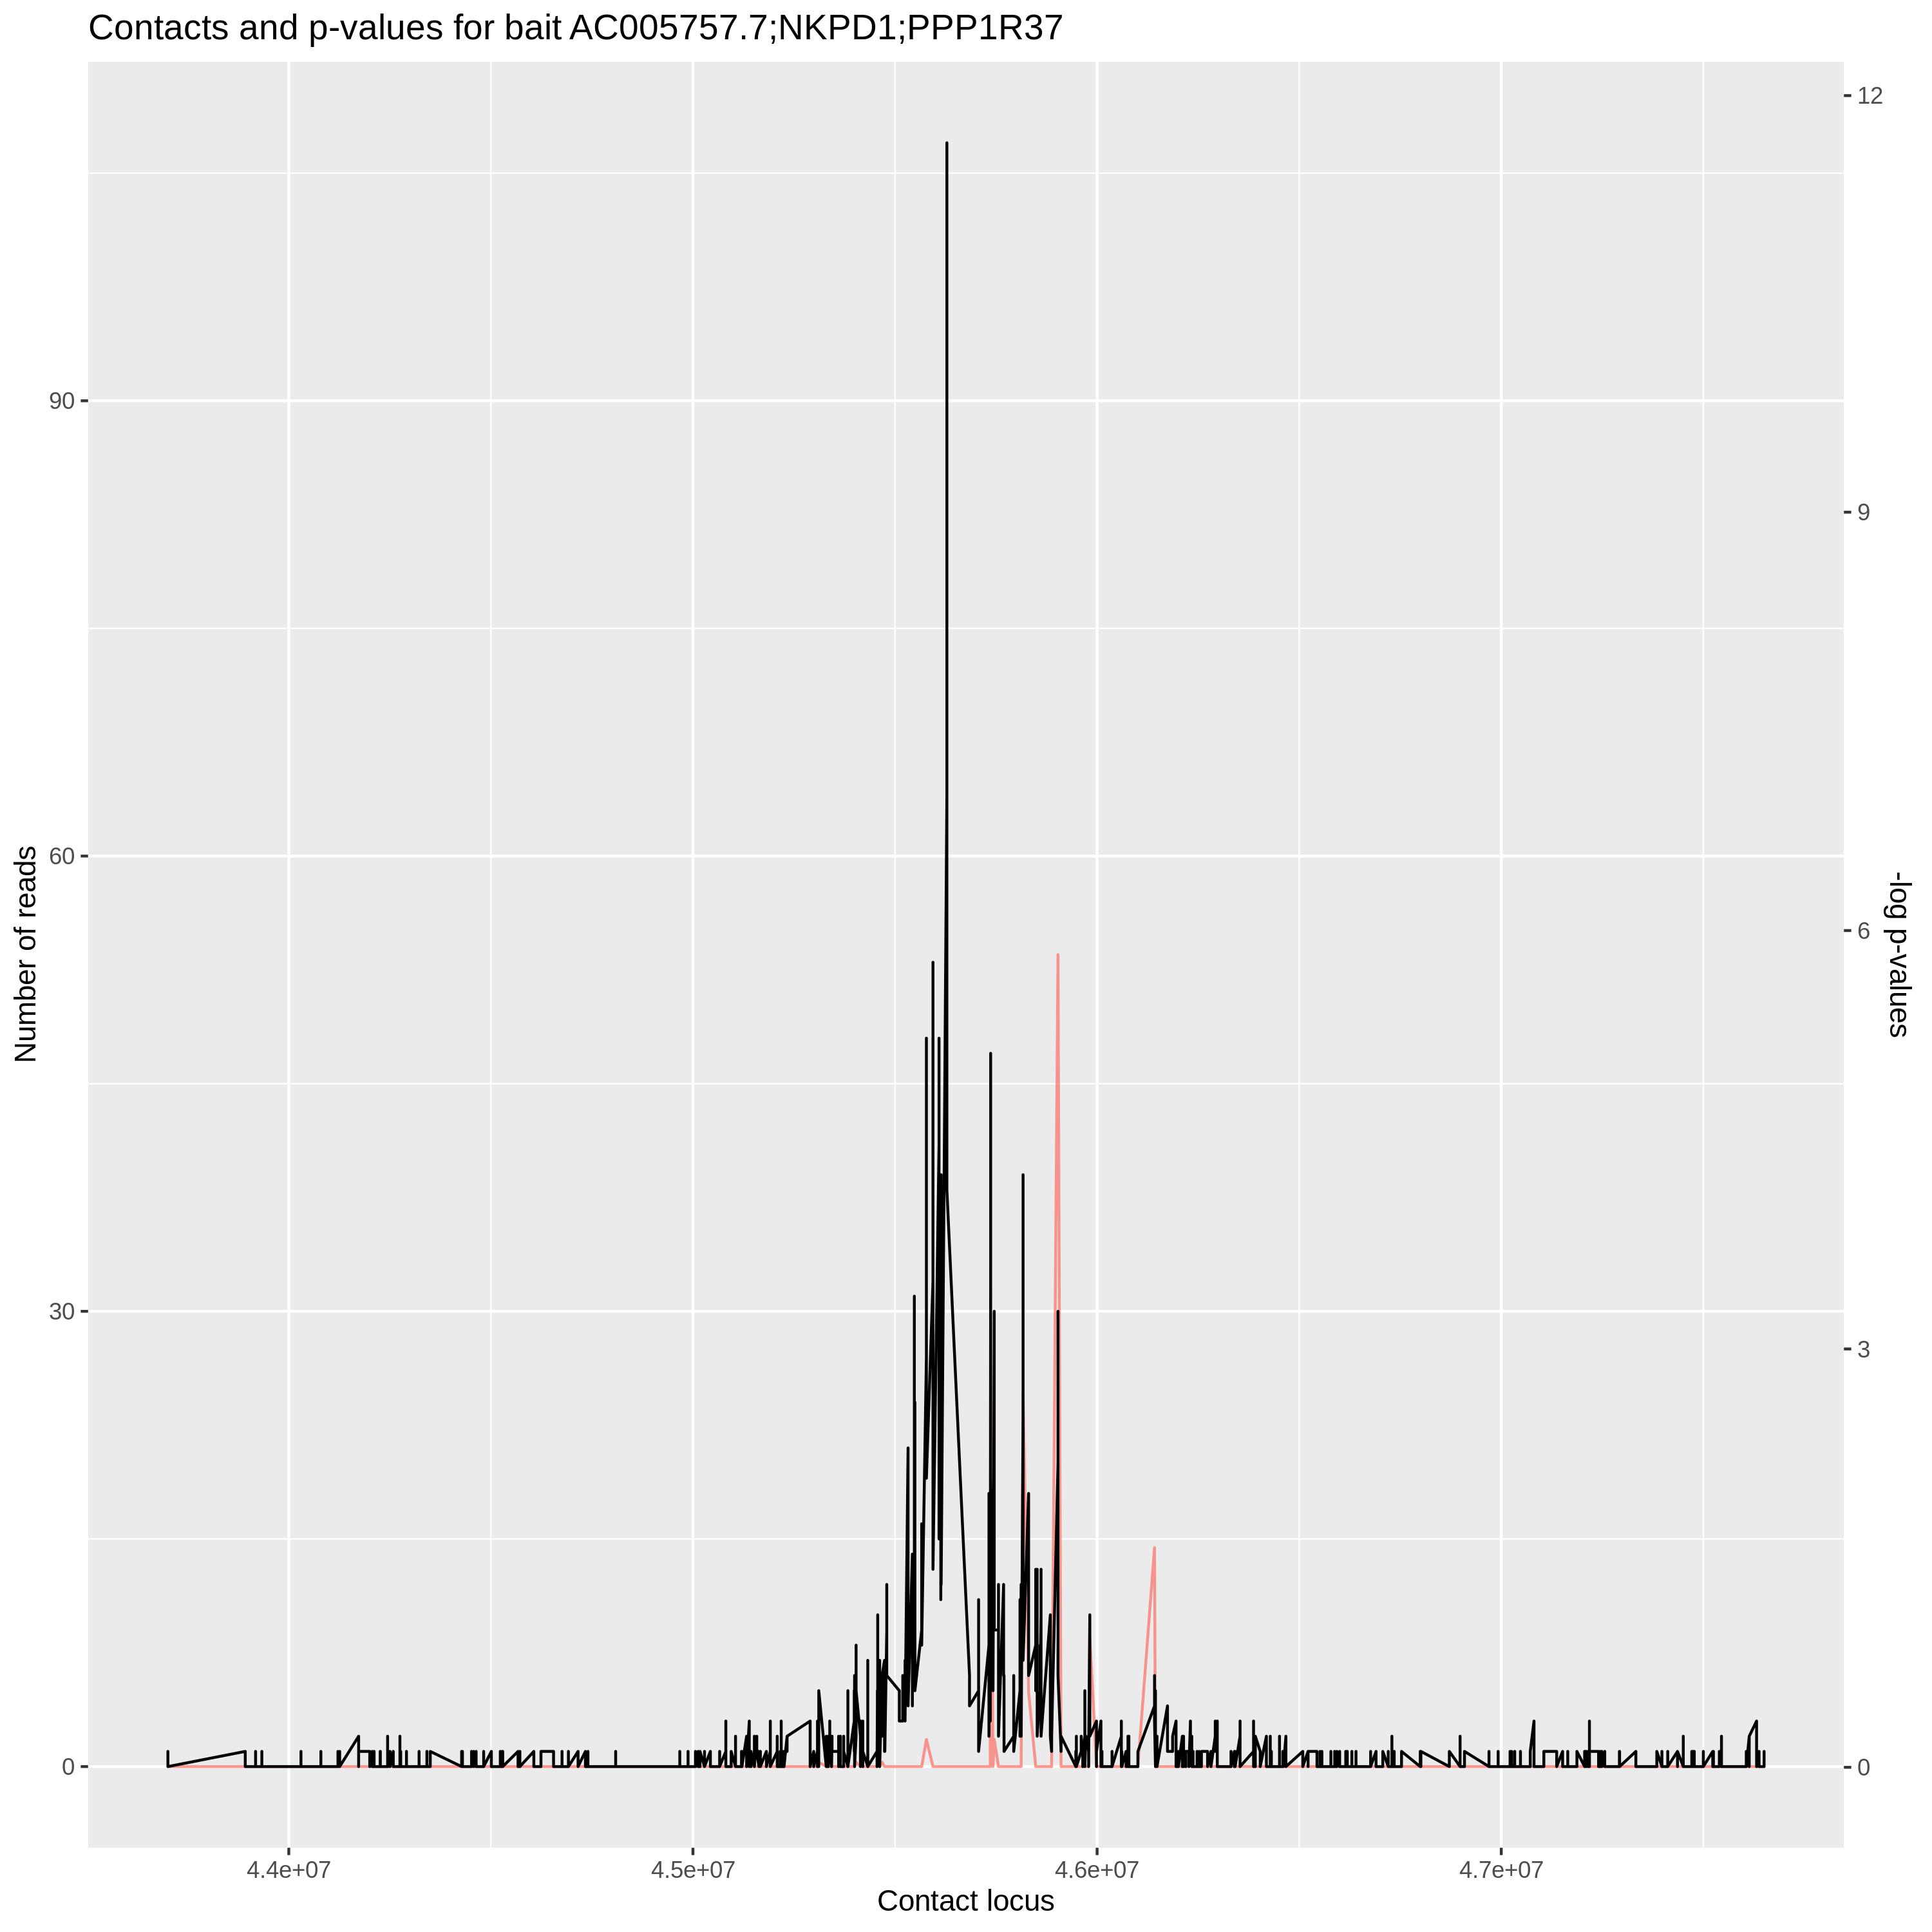 Contacts and p-values for bait AC005757.7;NKPD1;PPP1R37
12
90
9
60
6
Number of reads
-log p-values
30
3
0
0
4.4e+07
4.5e+07
4.6e+07
4.7e+07
Contact locus